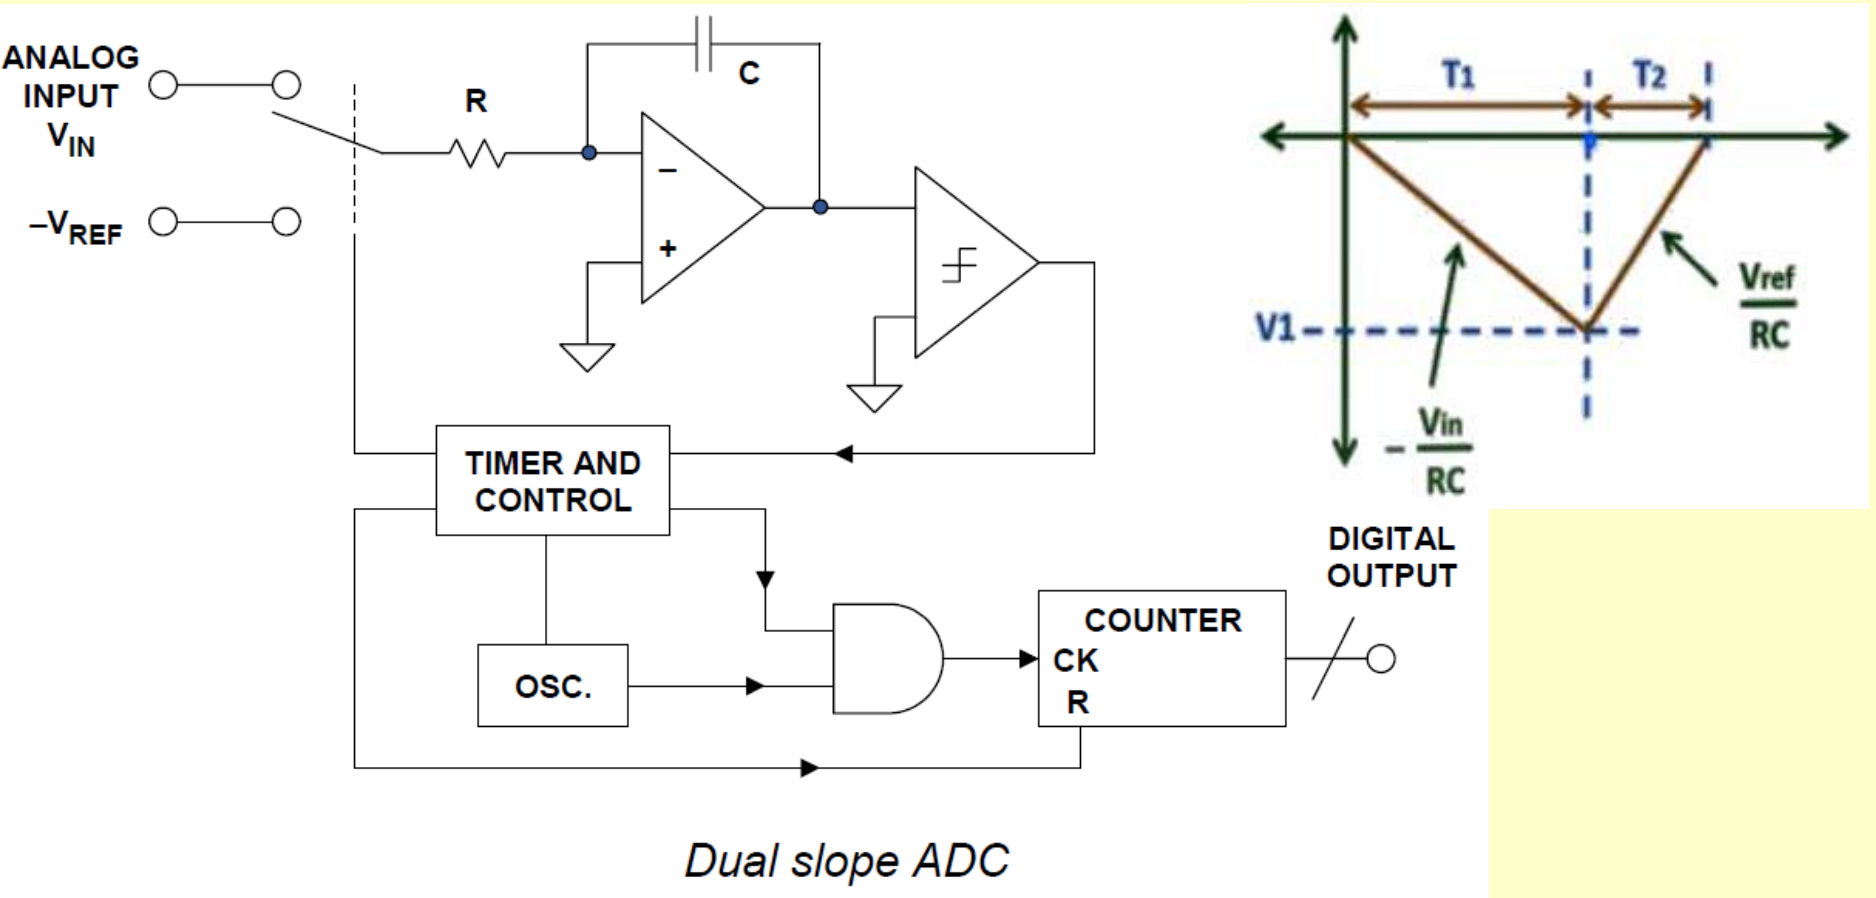 ANALOG
INPUT
VIN
–VREF
R
C
–
+
TIMER AND
CONTROL
OSC.
COUNTER
CK
R
DIGITAL
OUTPUT
T1
T2
V1
Vref
RC
– Vin
RC
Dual slope ADC